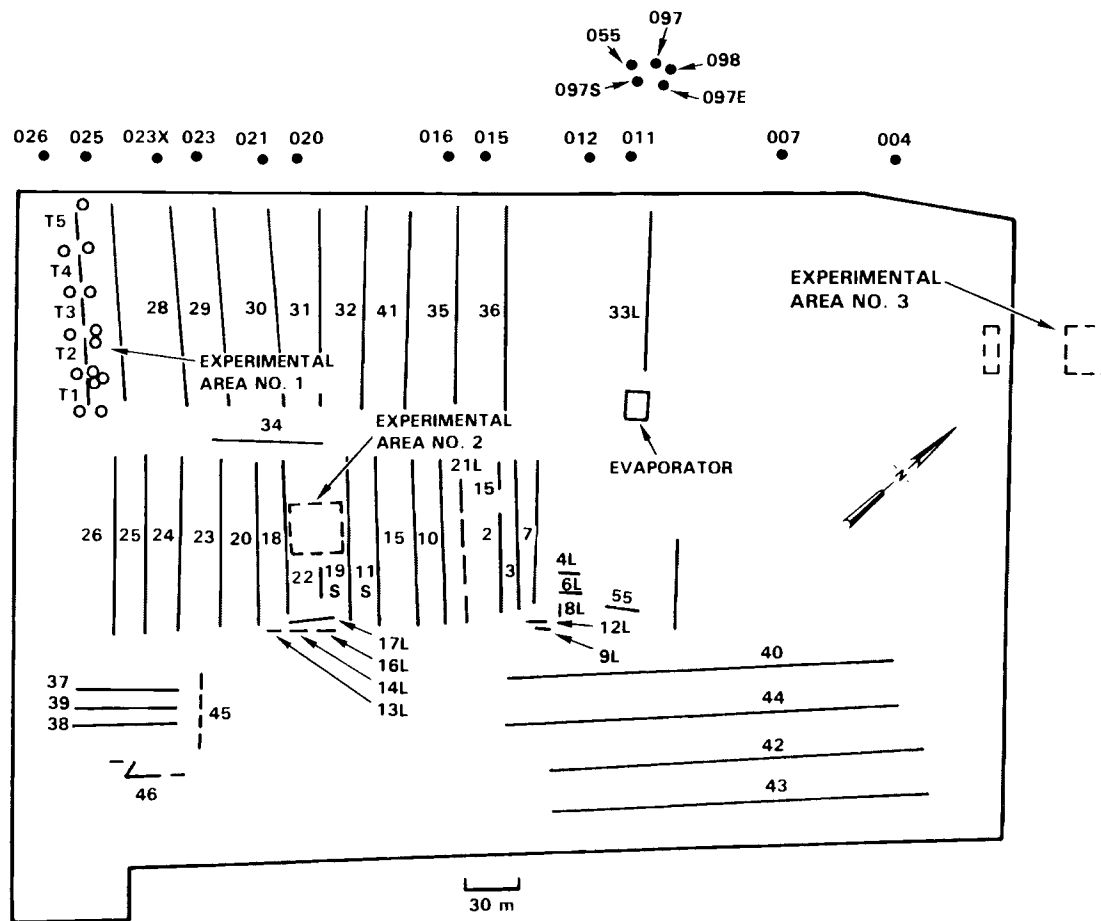 097
055
098
097S
097E
026 025 023X 023 021 020 016 015 012 011 007 004
T5
T4
T3
T2
T1
28 29 30 31 32 41 35 36 33L
EXPERIMENTAL
AREA NO. 3
EXPERIMENTAL
AREA NO. 1
34
EXPERIMENTAL
AREA NO. 2
EVAPORATOR
N
21L
15
26 25 24 23 20 18 15 10 2 7
22 19 11 3
S S
4L
6L
8L
55
12L
9L
17L
16L
14L
13L
37
39
38
45
46
40
44
42
43
30 m